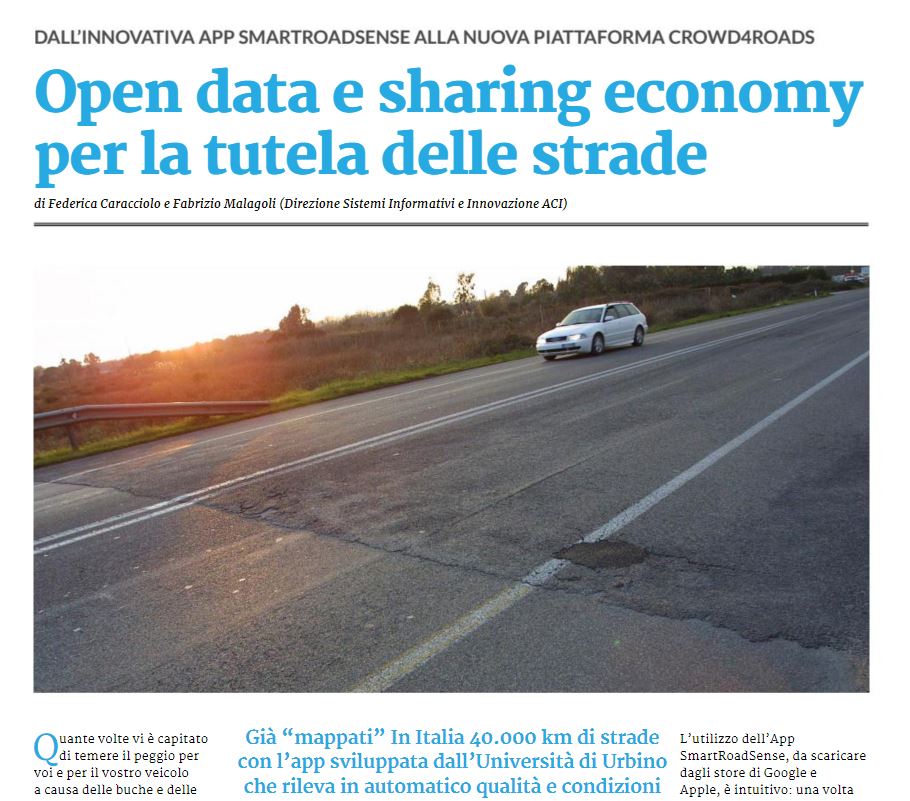 DALL'INNOVATIVA APP SMARTROADSENSE ALLA NUOVA PIATTAFORMA CROWD4ROADS
Open data e sharing economy
per la tutela delle strade
di Federica Caracciolo e Fabrizio Malagoli (Direzione Sistemi Informativi e Innovazione ACI)
Quante volte vi è capitato
di temere il peggio per
voi e per il vostro veicolo
a causa delle buche e delle
Già “mappati” In Italia 40.000 km di strade
con l'app sviluppata dall'Università di Urbino
che rileva in automatico qualità e condizioni
L'utilizzo dell'App
SmartRoadSense, da scaricare
dagli store di Google e
Apple, è intuitivo: una volta